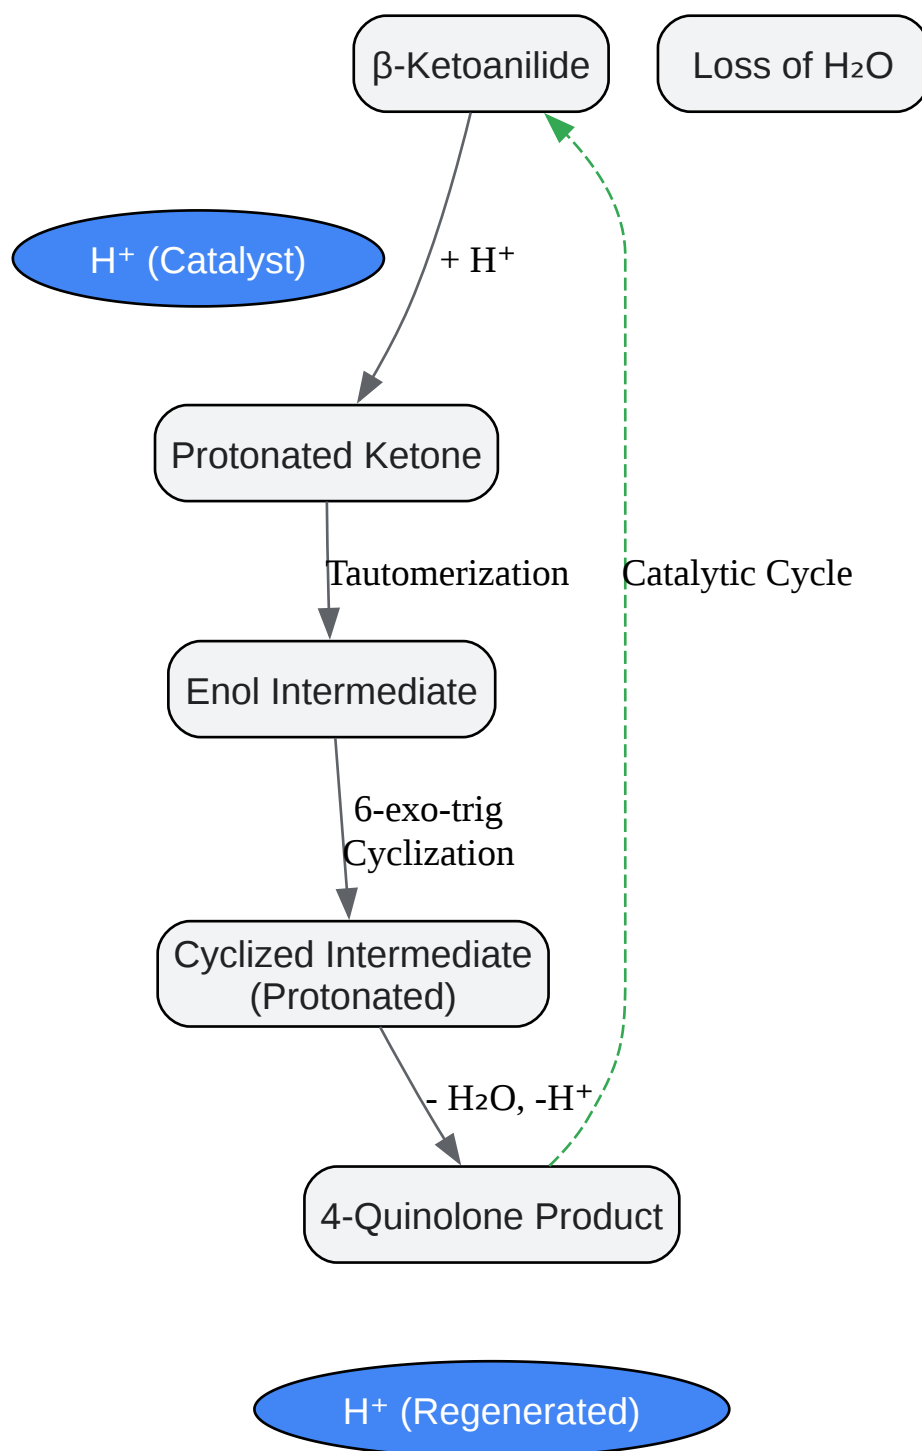 β-Ketoanilide
Loss of H₂O
H⁺ (Catalyst)
+ H⁺
Protonated Ketone
Tautomerization
Catalytic Cycle
Enol Intermediate
6-exo-trig
Cyclization
Cyclized Intermediate
(Protonated)
- H₂O, -H⁺
4-Quinolone Product
H⁺ (Regenerated)